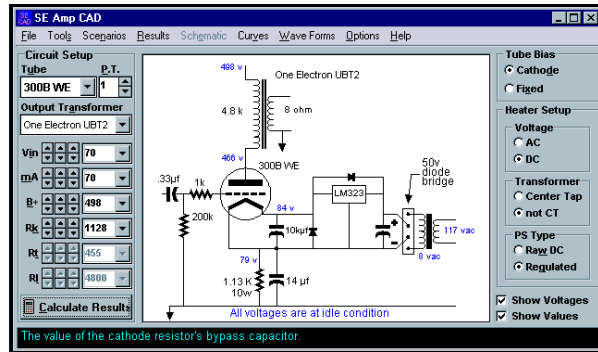 SE Amp CAD
File Tools Scenarios Results Schematic Curves Wave Forms Options Help
Circuit Setup
Tube P.T.
300B WE 1
Output Transformer
One Electron UBT2
Vin 70
mA 70
B+ 498
Rk 1128
Rt 455
Rl 4800
Calculate Results
498 v
One Electron UBT2
4.8 k
8 ohm
466 v
300B WE
.33µf
1k
200k
84 v
LM323
50v
diode
bridge
+
−
117 vac
8 vac
10kµf
79 v
1.13 K
10w
14 µf
All voltages are at idle condition
Tube Bias
Cathode
Fixed
Heater Setup
Voltage
AC
DC
Transformer
Center Tap
not CT
PS Type
Raw DC
Regulated
Show Voltages
Show Values
The value of the cathode resistor's bypass capacitor.